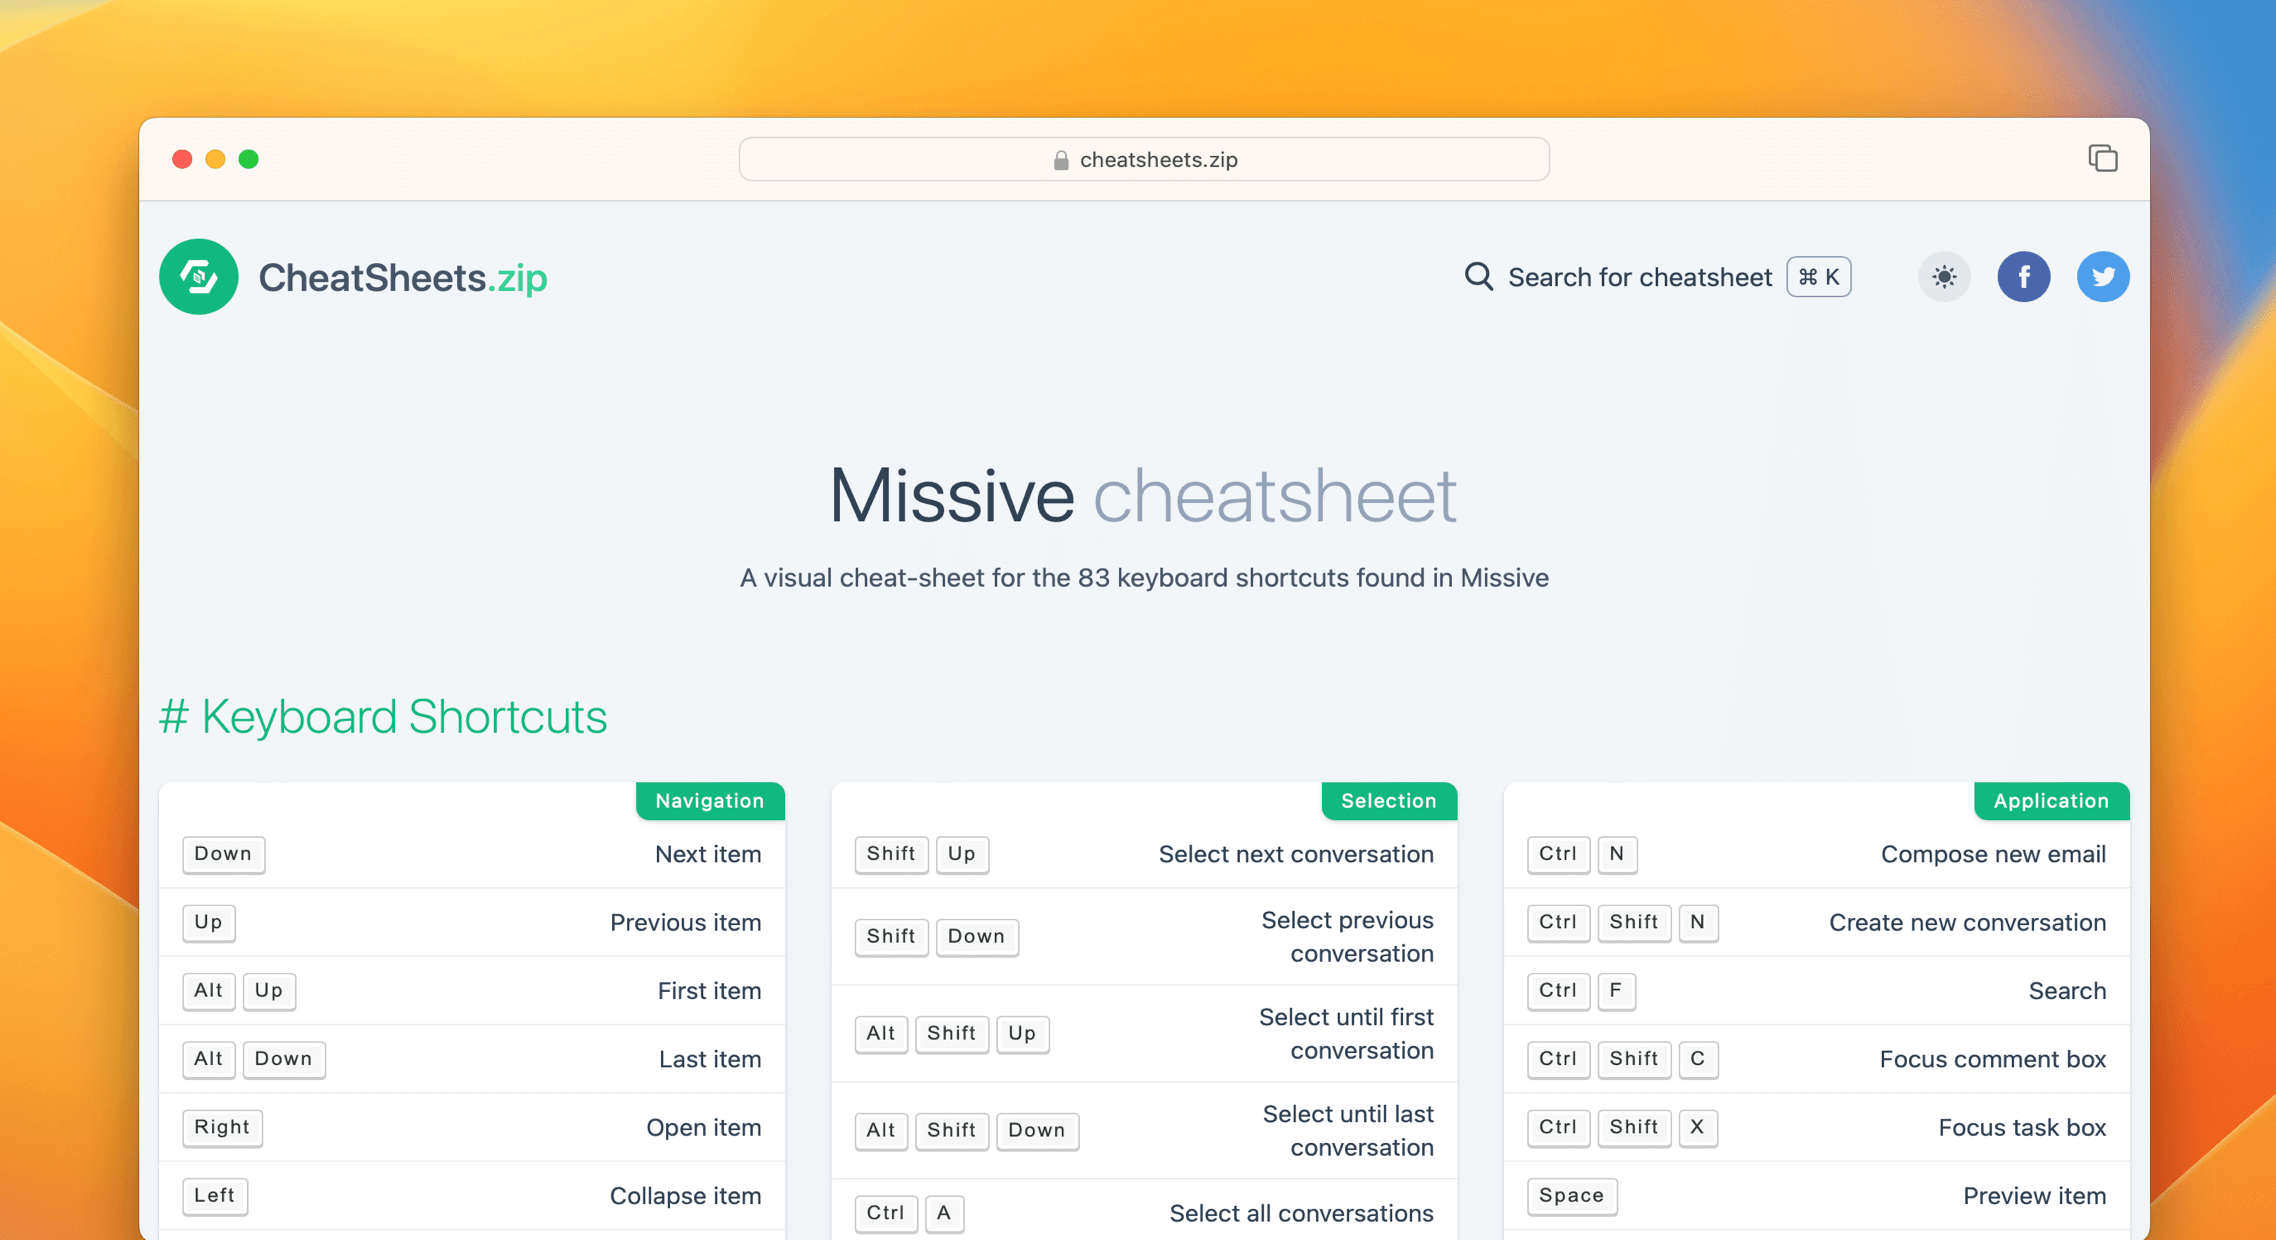 cheatsheets.zip
CheatSheets.zip
Search for cheatsheet ⌘ K
f
Missive cheatsheet
A visual cheat-sheet for the 83 keyboard shortcuts found in Missive
# Keyboard Shortcuts
Navigation
Down Next item
Up Previous item
Alt Up First item
Alt Down Last item
Right Open item
Left Collapse item
Selection
Shift Up Select next conversation
Shift Down Select previous
conversation
Alt Shift Up Select until first
conversation
Alt Shift Down Select until last
conversation
Ctrl A Select all conversations
Application
Ctrl N Compose new email
Ctrl Shift N Create new conversation
Ctrl F Search
Ctrl Shift C Focus comment box
Ctrl Shift X Focus task box
Space Preview item